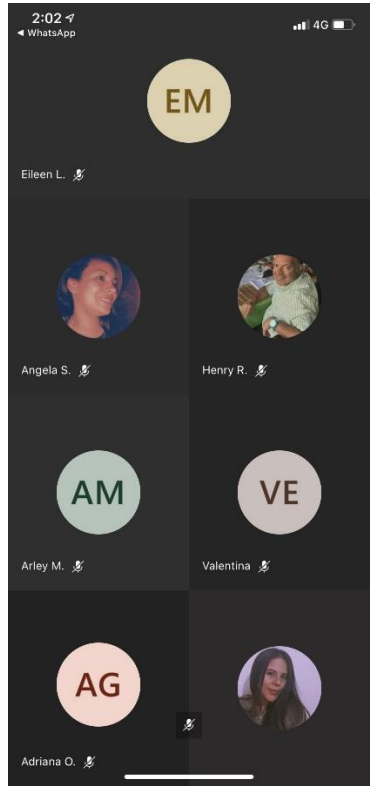 2:02
4G
◀ WhatsApp
EM
Eileen L.
Angela S.
Henry R.
AM
VE
Arley M.
Valentina
AG
Adriana O.